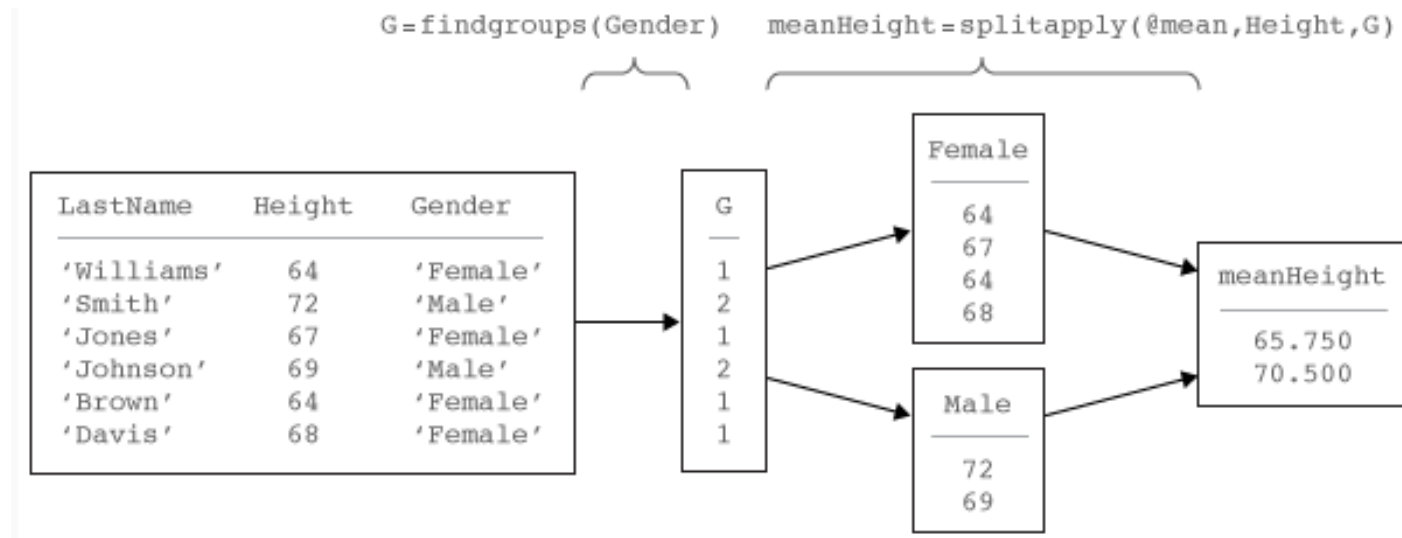 G=findgroups(Gender)
meanHeight=splitapply(@mean,Height,G)
LastName Height Gender
‘Williams’ 64 ‘Female’
‘Smith’ 72 ‘Male’
‘Jones’ 67 ‘Female’
‘Johnson’ 69 ‘Male’
‘Brown’ 64 ‘Female’
‘Davis’ 68 ‘Female’
G
1
2
1
2
1
1
Female
64
67
64
68
Male
72
69
meanHeight
65.750
70.500